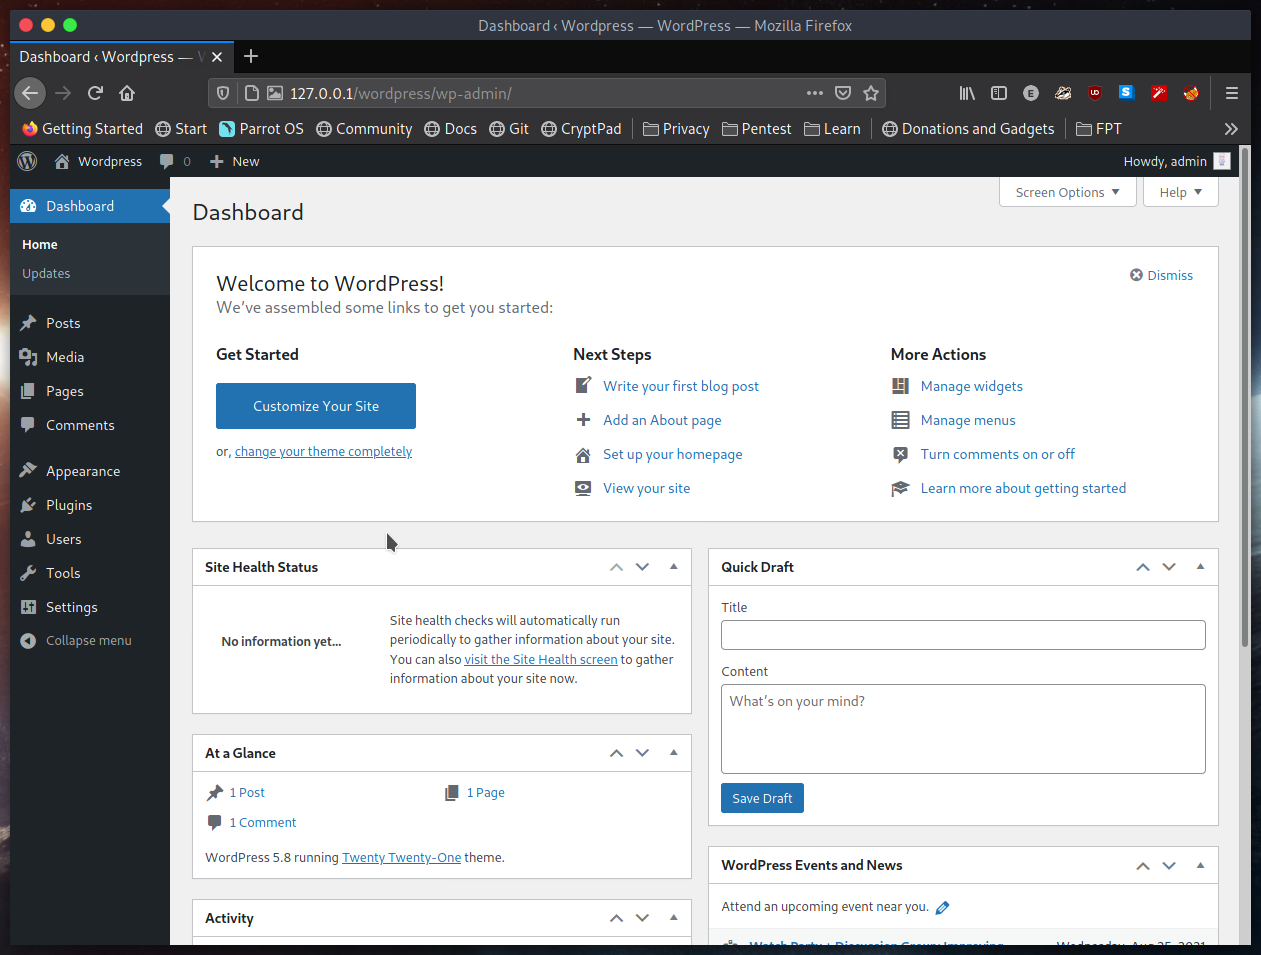 Dashboard ‹ Wordpress — WordPress — Mozilla Firefox
Dashboard ‹ Wordpress —
127.0.0.1/wordpress/wp-admin/
Getting Started Start Parrot OS Community Docs Git CryptPad Privacy Pentest Learn Donations and Gadgets FPT
Wordpress 0 New Howdy, admin
Screen Options Help
Dashboard
Home
Updates
Posts
Media
Pages
Comments
Appearance
Plugins
Users
Tools
Settings
Collapse menu
Dashboard
Welcome to WordPress!
Dismiss
We've assembled some links to get you started:
Get Started
Customize Your Site
or, change your theme completely
Next Steps
Write your first blog post
Add an About page
Set up your homepage
View your site
More Actions
Manage widgets
Manage menus
Turn comments on or off
Learn more about getting started
Site Health Status
No information yet...
Site health checks will automatically run
periodically to gather information about your site.
You can also visit the Site Health screen to gather
information about your site now.
At a Glance
1 Post
1 Page
1 Comment
WordPress 5.8 running Twenty Twenty-One theme.
Activity
Quick Draft
Title
Content
What's on your mind?
Save Draft
WordPress Events and News
Attend an upcoming event near you.
Watch Party + Discussion Group: Improving Wednesday, Aug 25, 2021